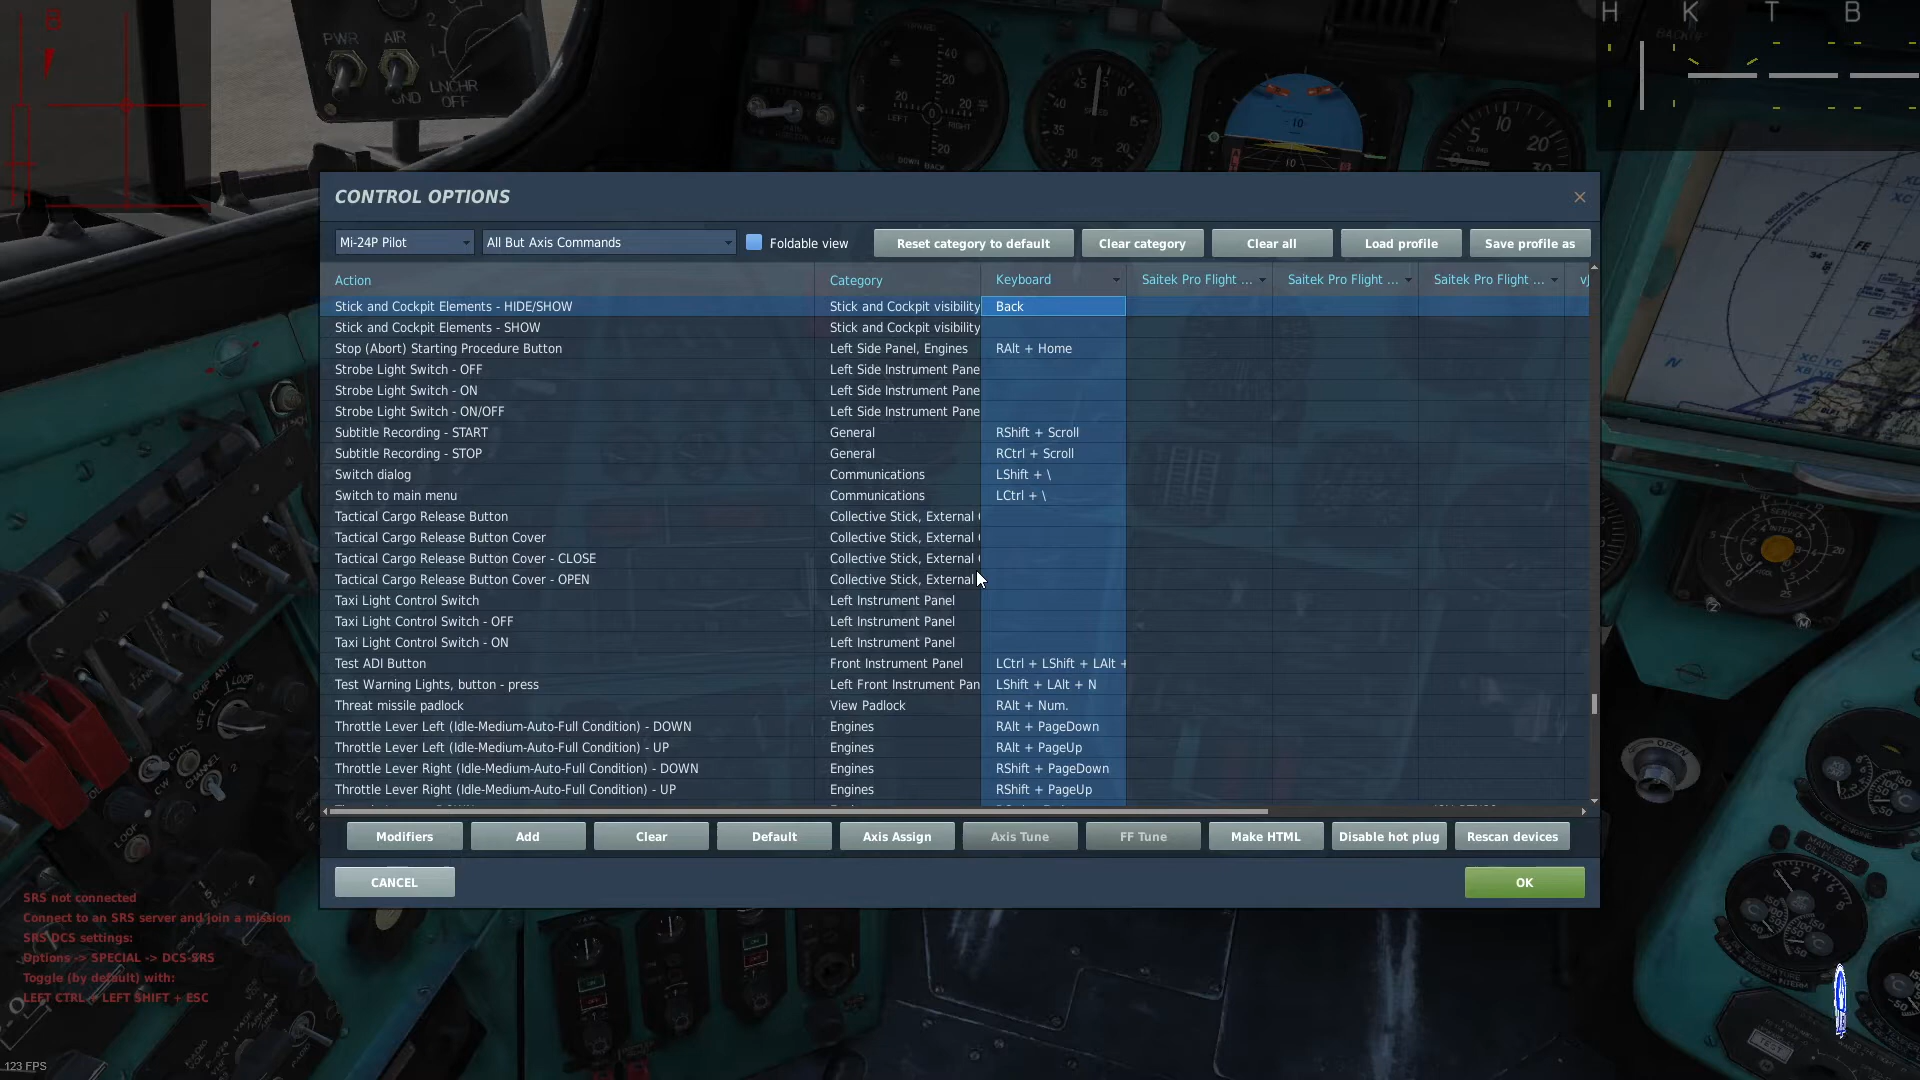 H K T B
PWR AIR
LNCHR
OFF
CONTROL OPTIONS
Mi-24P Pilot All But Axis Commands Foldable view Reset category to default Clear category Clear all Load profile Save profile as
Action Category Keyboard Saitek Pro Flight ... Saitek Pro Flight ... Saitek Pro Flight ...
Stick and Cockpit Elements - HIDE/SHOW Stick and Cockpit visibility Back
Stick and Cockpit Elements - SHOW Stick and Cockpit visibility
Stop (Abort) Starting Procedure Button Left Side Panel, Engines RAlt + Home
Strobe Light Switch - OFF Left Side Instrument Pane
Strobe Light Switch - ON Left Side Instrument Pane
Strobe Light Switch - ON/OFF Left Side Instrument Pane
Subtitle Recording - START General RShift + Scroll
Subtitle Recording - STOP General RCtrl + Scroll
Switch dialog Communications LShift + \
Switch to main menu Communications LCtrl + \
Tactical Cargo Release Button Collective Stick, External
Tactical Cargo Release Button Cover Collective Stick, External
Tactical Cargo Release Button Cover - CLOSE Collective Stick, External
Tactical Cargo Release Button Cover - OPEN Collective Stick, External
Taxi Light Control Switch Left Instrument Panel
Taxi Light Control Switch - OFF Left Instrument Panel
Taxi Light Control Switch - ON Left Instrument Panel
Test ADI Button Front Instrument Panel LCtrl + LShift + LAlt +
Test Warning Lights, button - press Left Front Instrument Pan LShift + LAlt + N
Threat missile padlock View Padlock RAlt + Num.
Throttle Lever Left (Idle-Medium-Auto-Full Condition) - DOWN Engines RAlt + PageDown
Throttle Lever Left (Idle-Medium-Auto-Full Condition) - UP Engines RAlt + PageUp
Throttle Lever Right (Idle-Medium-Auto-Full Condition) - DOWN Engines RShift + PageDown
Throttle Lever Right (Idle-Medium-Auto-Full Condition) - UP Engines RShift + PageUp
Modifiers Add Clear Default Axis Assign Axis Tune FF Tune Make HTML Disable hot plug Rescan devices
CANCEL OK
SRS not connected
Connect to an SRS server and join a mission
SRS DCS settings:
Options -> SPECIAL -> DCS-SRS
Toggle (by default) with:
LEFT CTRL + LEFT SHIFT + ESC
123 FPS